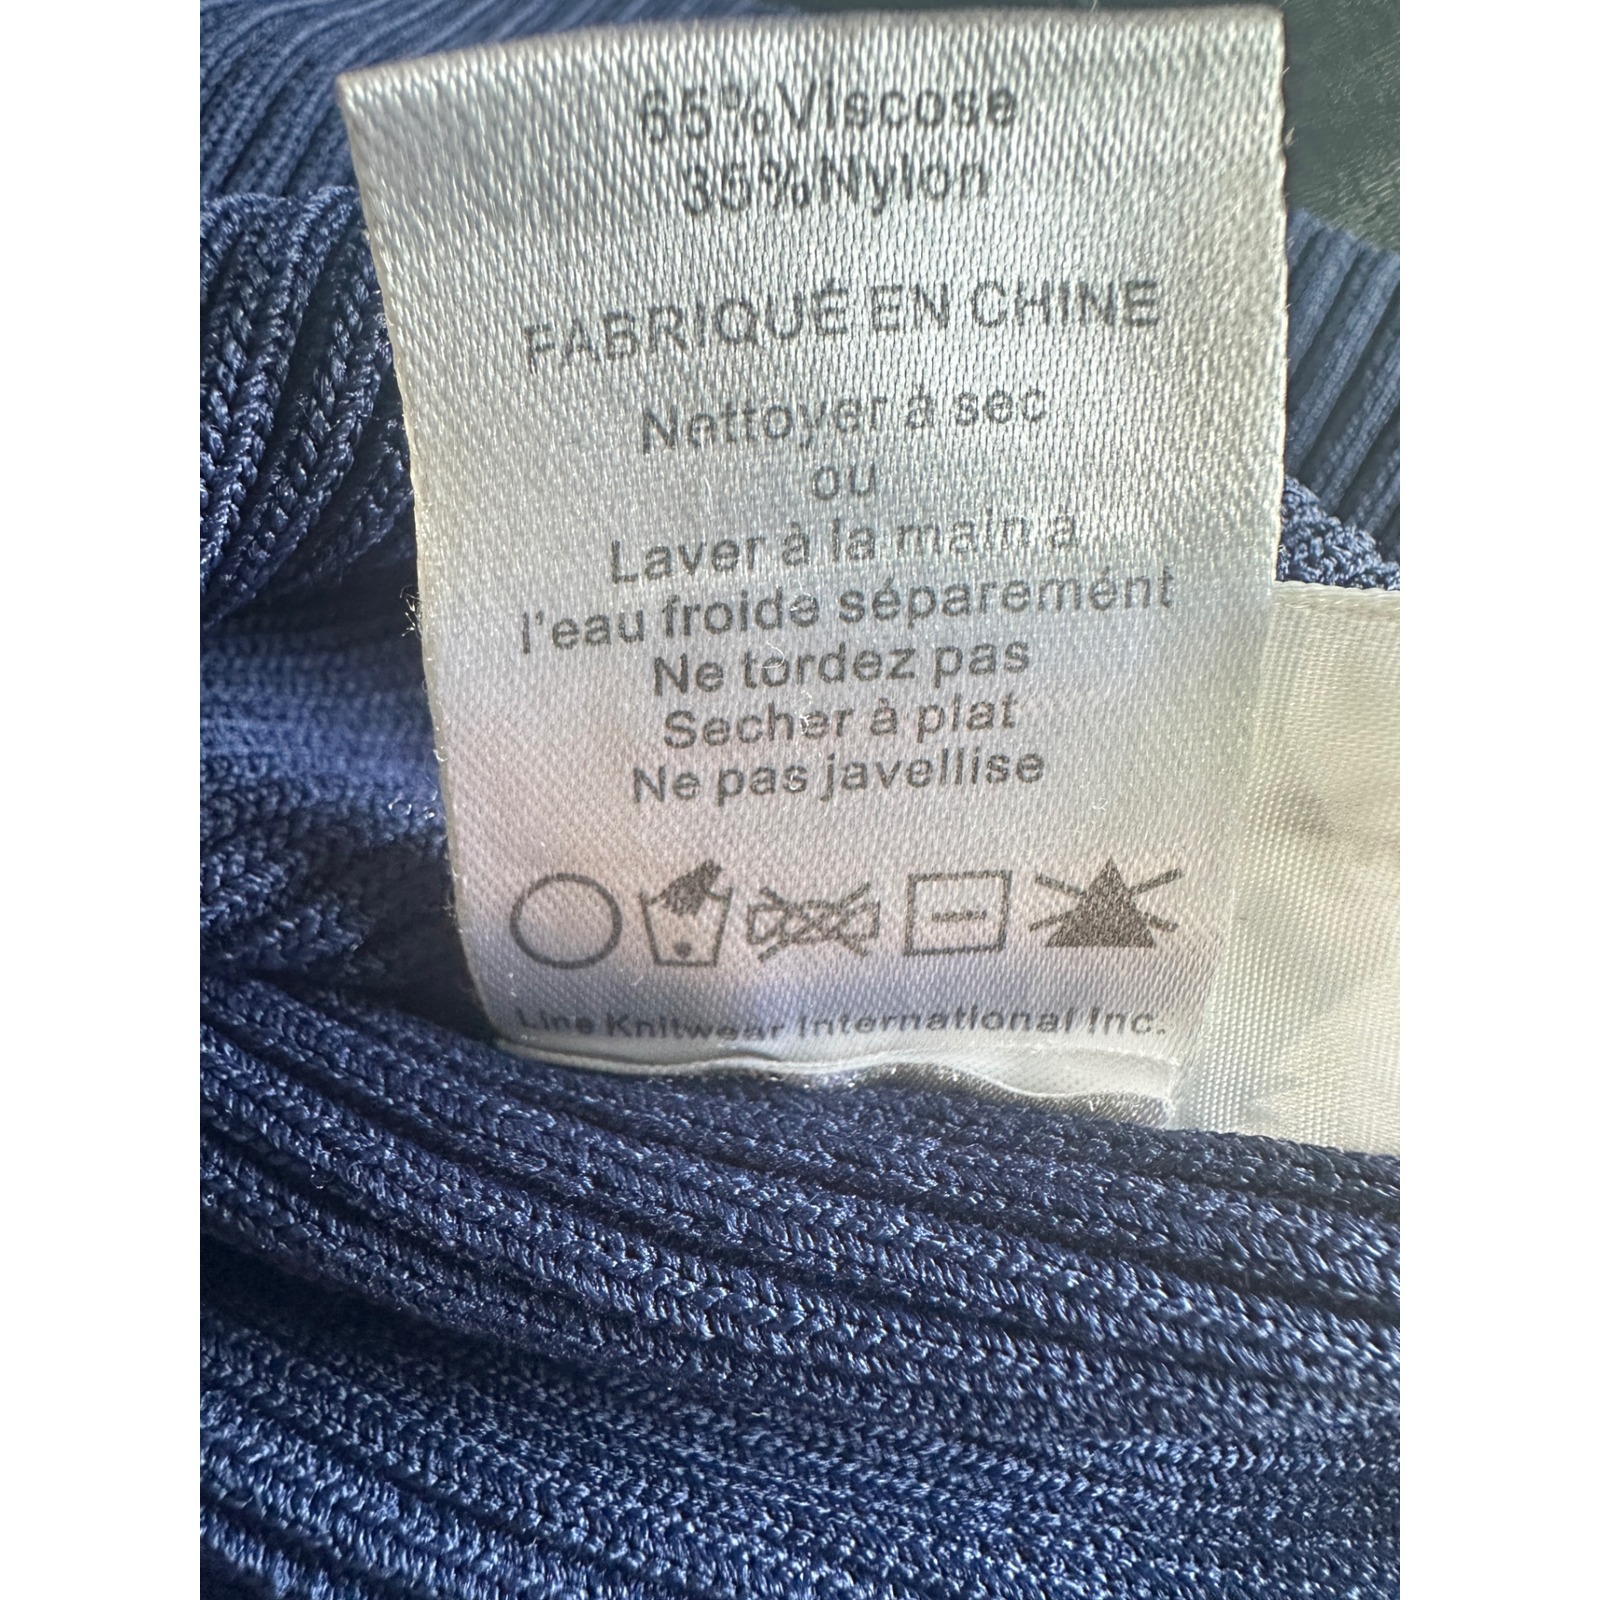 65%Viscose
35%Nylon
FABRIQUÉ EN CHINE
Nettoyer à sec
ou
Laver à la main à
l'eau froide séparemént
Ne tordez pas
Secher à plat
Ne pas javellise
Line Knitwear International Inc.